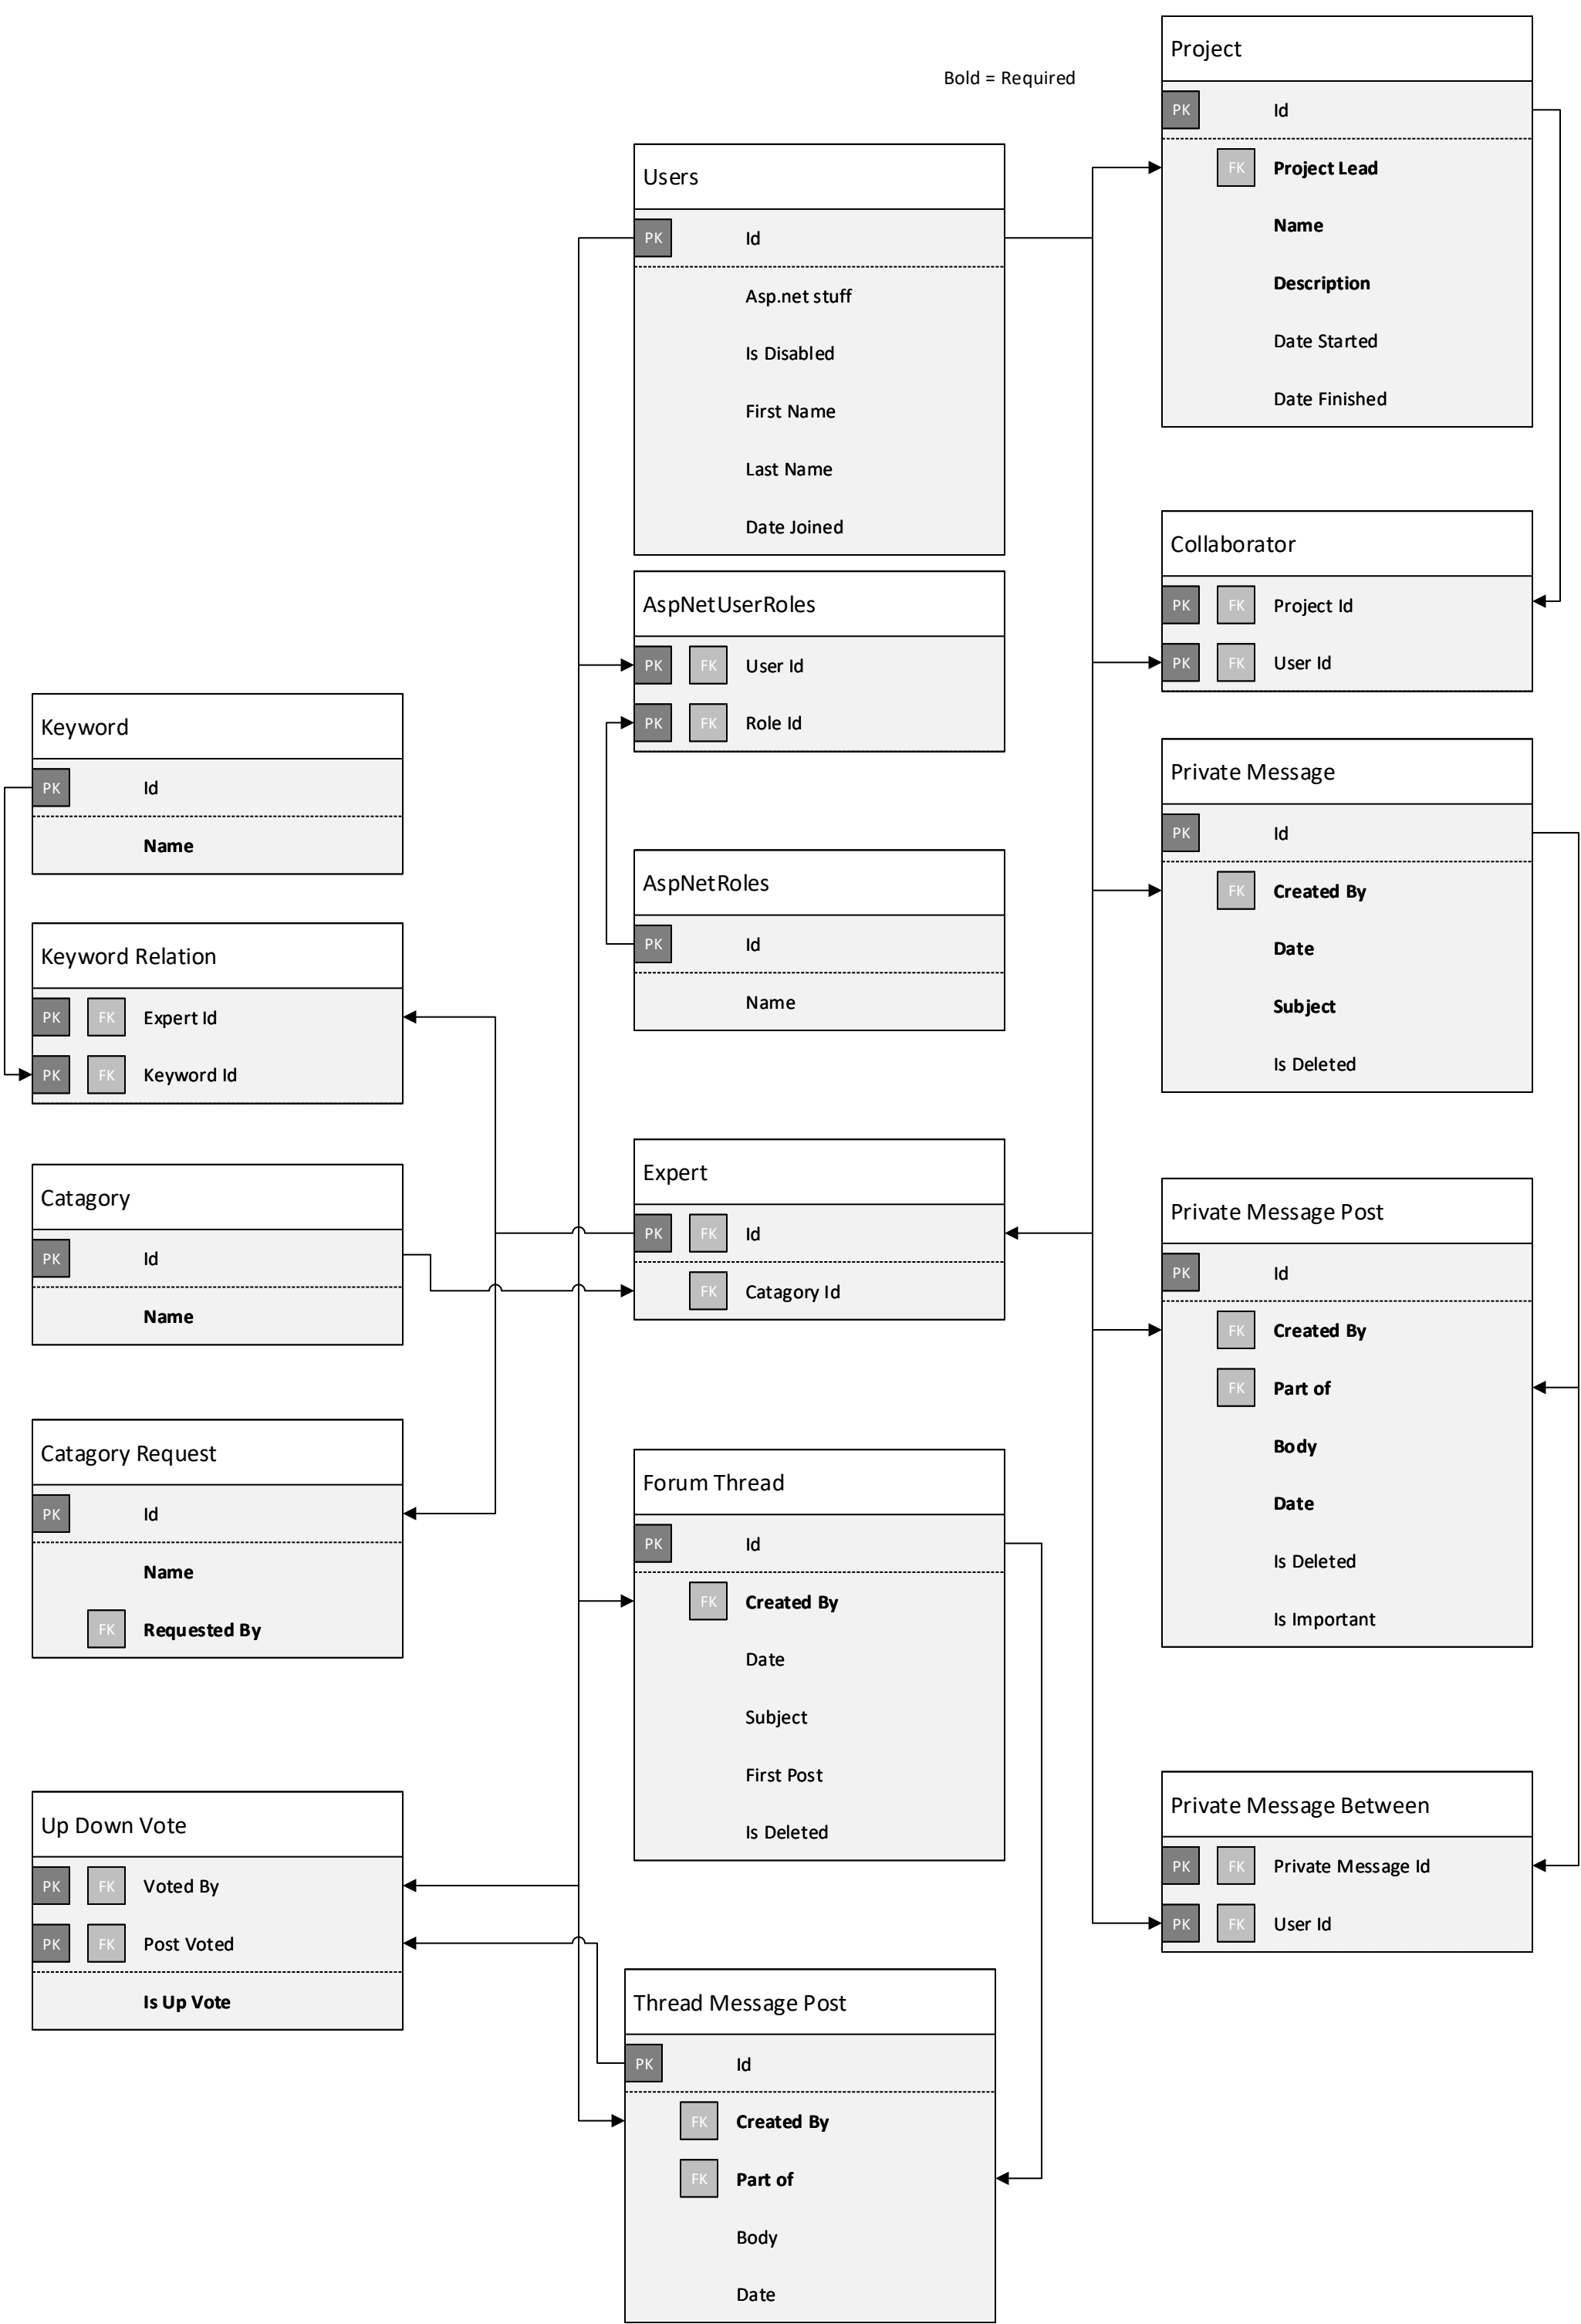 Bold = Required
Project
PK Id
FK Project Lead
Name
Description
Date Started
Date Finished
Users
PK Id
Asp.net stuff
Is Disabled
First Name
Last Name
Date Joined
Collaborator
PK FK Project Id
PK FK User Id
AspNetUserRoles
PK FK User Id
PK FK Role Id
Keyword
PK Id
Name
Private Message
PK Id
FK Created By
Date
Subject
Is Deleted
AspNetRoles
PK Id
Name
Keyword Relation
PK FK Expert Id
PK FK Keyword Id
Expert
PK FK Id
FK Catagory Id
Catagory
PK Id
Name
Private Message Post
PK Id
FK Created By
FK Part of
Body
Date
Is Deleted
Is Important
Catagory Request
PK Id
Name
FK Requested By
Forum Thread
PK Id
FK Created By
Date
Subject
First Post
Is Deleted
Private Message Between
PK FK Private Message Id
PK FK User Id
Up Down Vote
PK FK Voted By
PK FK Post Voted
Is Up Vote
Thread Message Post
PK Id
FK Created By
FK Part of
Body
Date